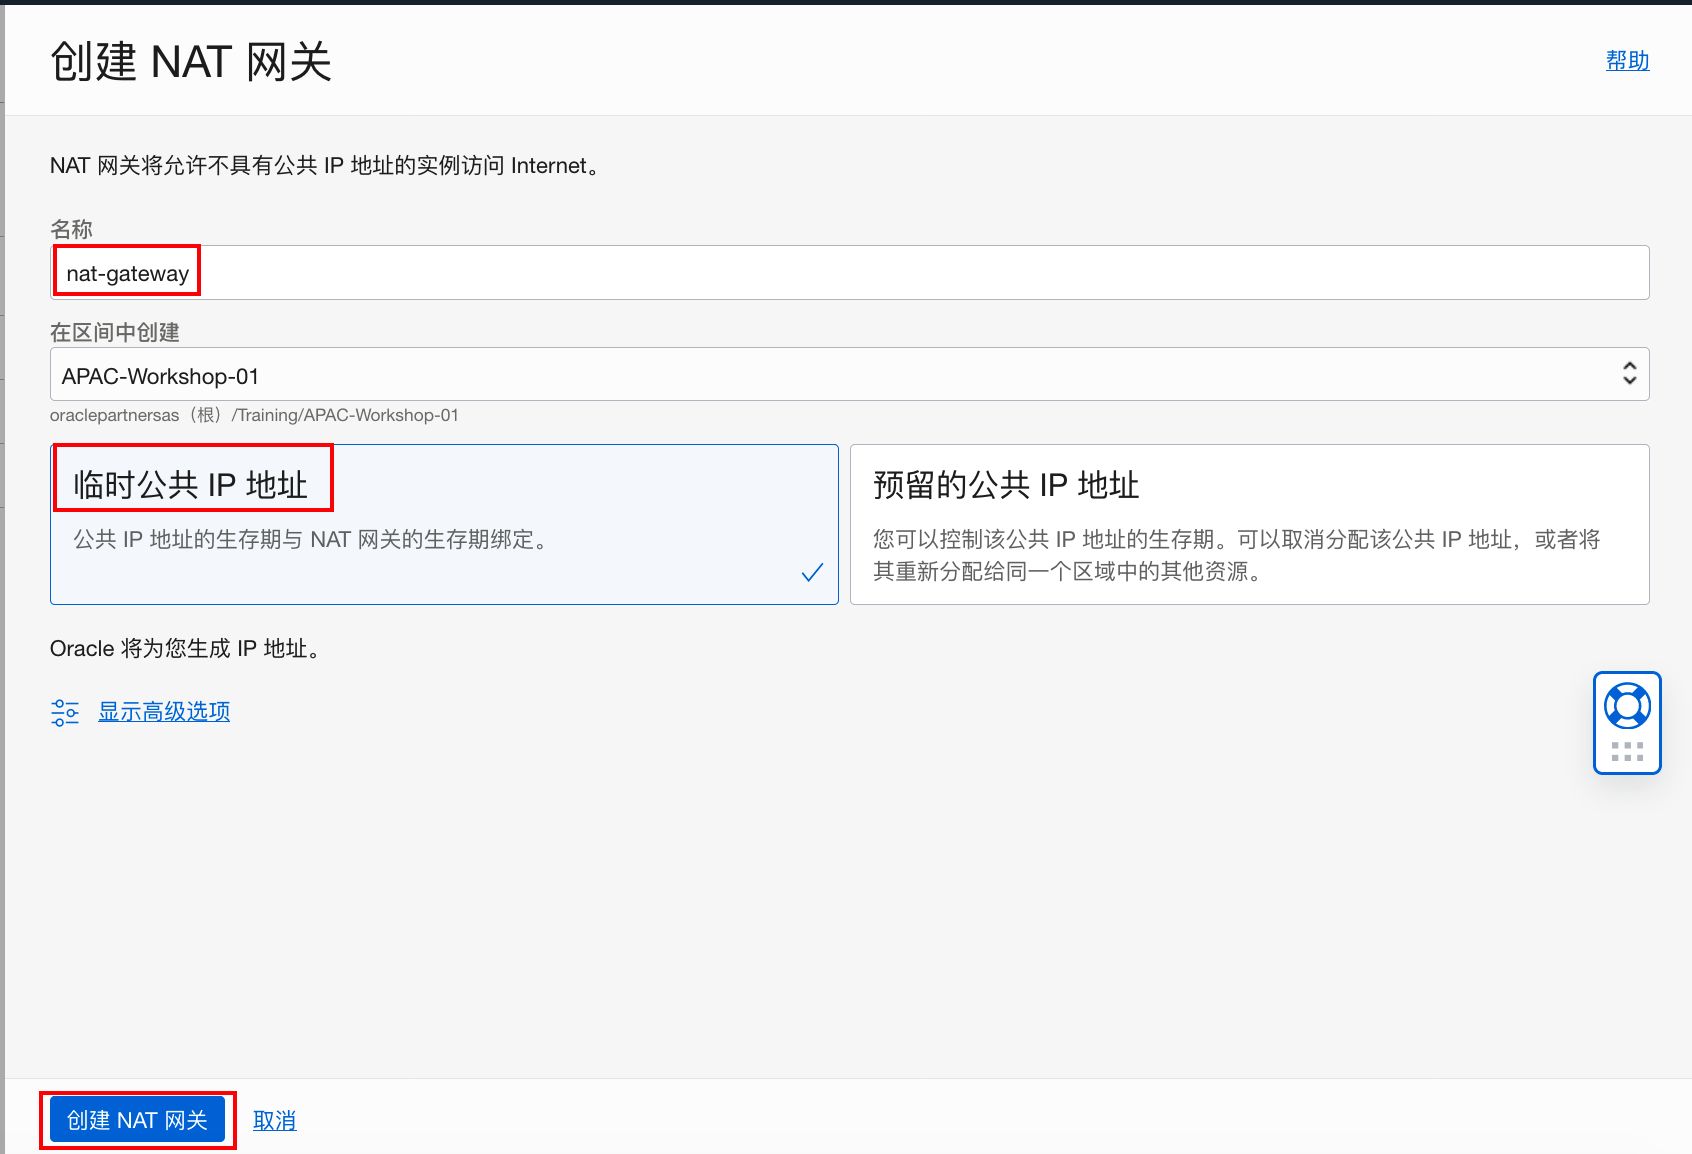 创建 NAT 网关
帮助
NAT 网关将允许不具有公共 IP 地址的实例访问 Internet。
名称
nat-gateway
在区间中创建
APAC-Workshop-01
oraclepartnersas（根）/Training/APAC-Workshop-01
临时公共 IP 地址
公共 IP 地址的生存期与 NAT 网关的生存期绑定。
预留的公共 IP 地址
您可以控制该公共 IP 地址的生存期。可以取消分配该公共 IP 地址，或者将
其重新分配给同一个区域中的其他资源。
Oracle 将为您生成 IP 地址。
显示高级选项
创建 NAT 网关
取消